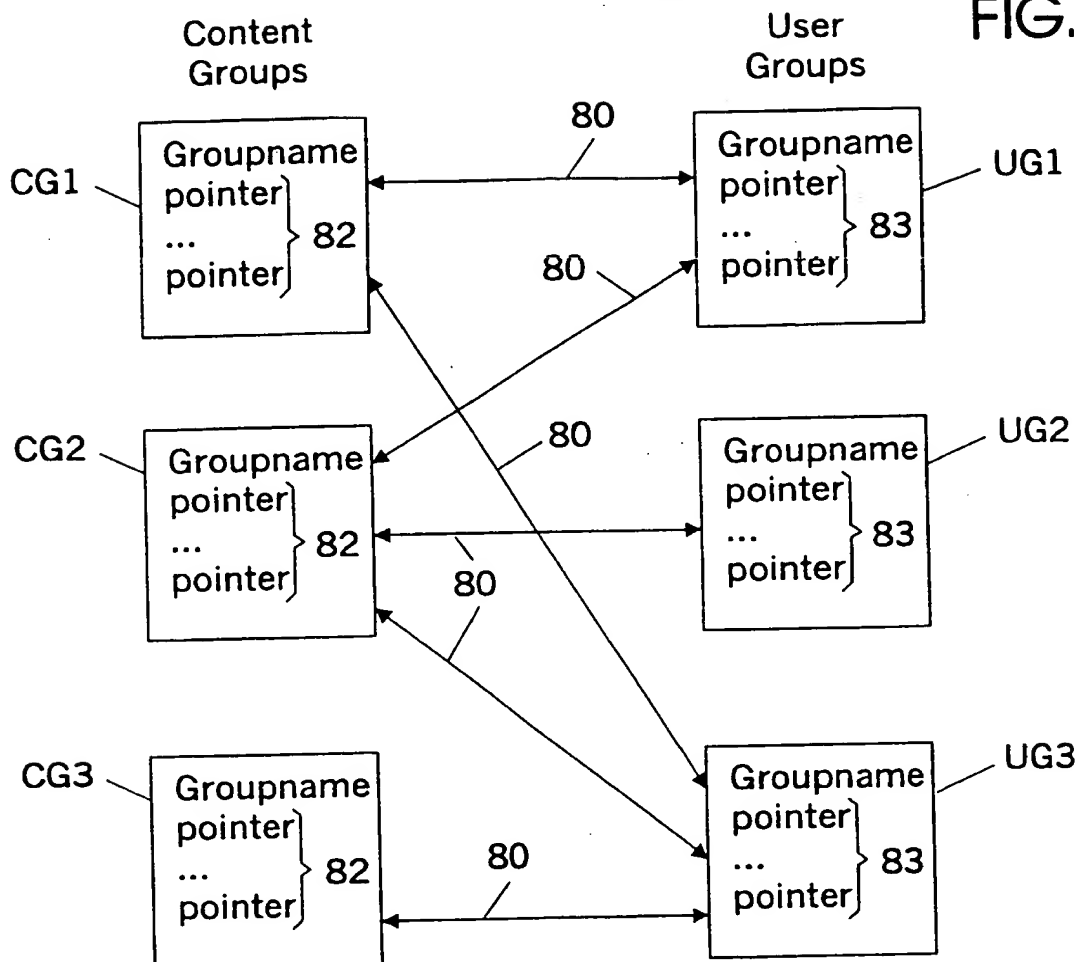 FIG.
Content
Groups
User
Groups
CG1
Groupname
pointer
...
pointer
82
80
Groupname
pointer
...
pointer
83
UG1
80
80
CG2
Groupname
pointer
...
pointer
82
80
80
Groupname
pointer
...
pointer
83
UG2
CG3
Groupname
pointer
...
pointer
82
80
Groupname
pointer
...
pointer
83
UG3